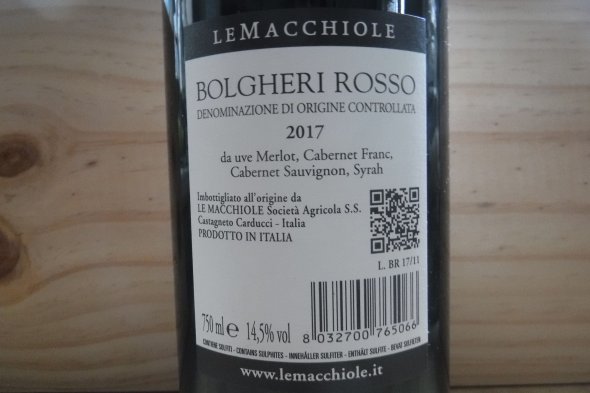 LEMACCHIOLE
BOLGHERI ROSSO
DENOMINAZIONE DI ORIGINE CONTROLLATA
2017
da uve Merlot, Cabernet Franc,
Cabernet Sauvignon, Syrah
Imbottigliato all'origine da
LE MACCHIOLE Società Agricola S.S.
Castagneto Carducci - Italia
PRODOTTO IN ITALIA
L. BR 17/11
750 ml e 14,5% vol
8 032700 765066
CONTIENE SOLFITI - CONTAINS SULPHITES - INNEHÅLLER SULFITER - ENTHÄLT SULFITE - BEVAT SULFIETEN
www.lemacchiole.it